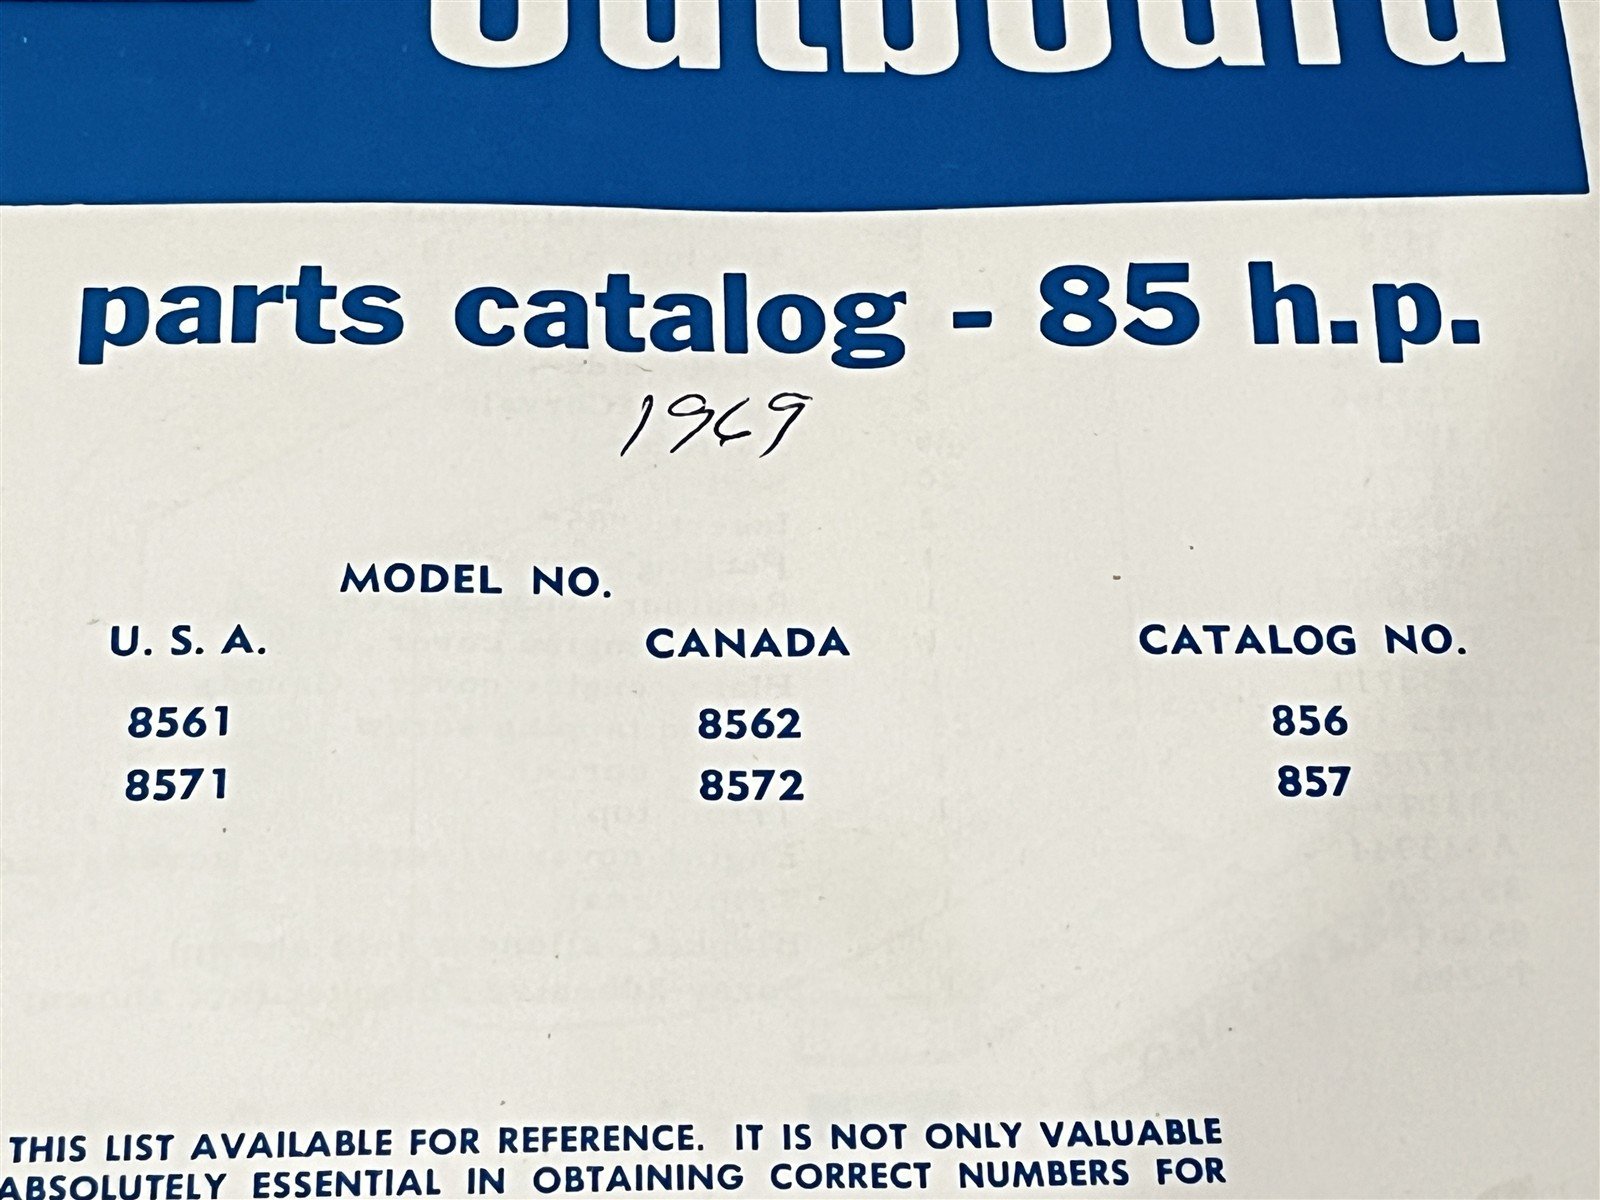 Outboard
parts catalog - 85 h.p.
1969
MODEL NO.
U. S. A. CANADA CATALOG NO.
8561 8562 856
8571 8572 857
THIS LIST AVAILABLE FOR REFERENCE. IT IS NOT ONLY VALUABLE
ABSOLUTELY ESSENTIAL IN OBTAINING CORRECT NUMBERS FOR